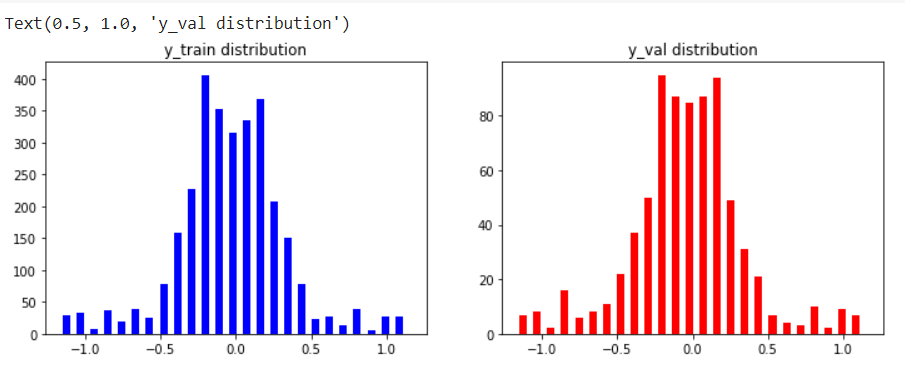 Text(0.5, 1.0, 'y_val distribution')
y_train distribution
400
350
300
250
200
150
100
50
0
−1.0 −0.5 0.0 0.5 1.0
y_val distribution
80
60
40
20
0
−1.0 −0.5 0.0 0.5 1.0